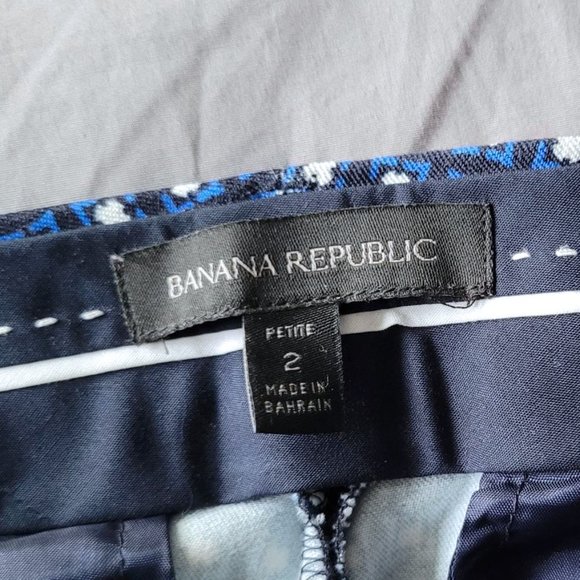 BANANA REPUBLIC
PETITE
2
MADE IN
BAHRAIN